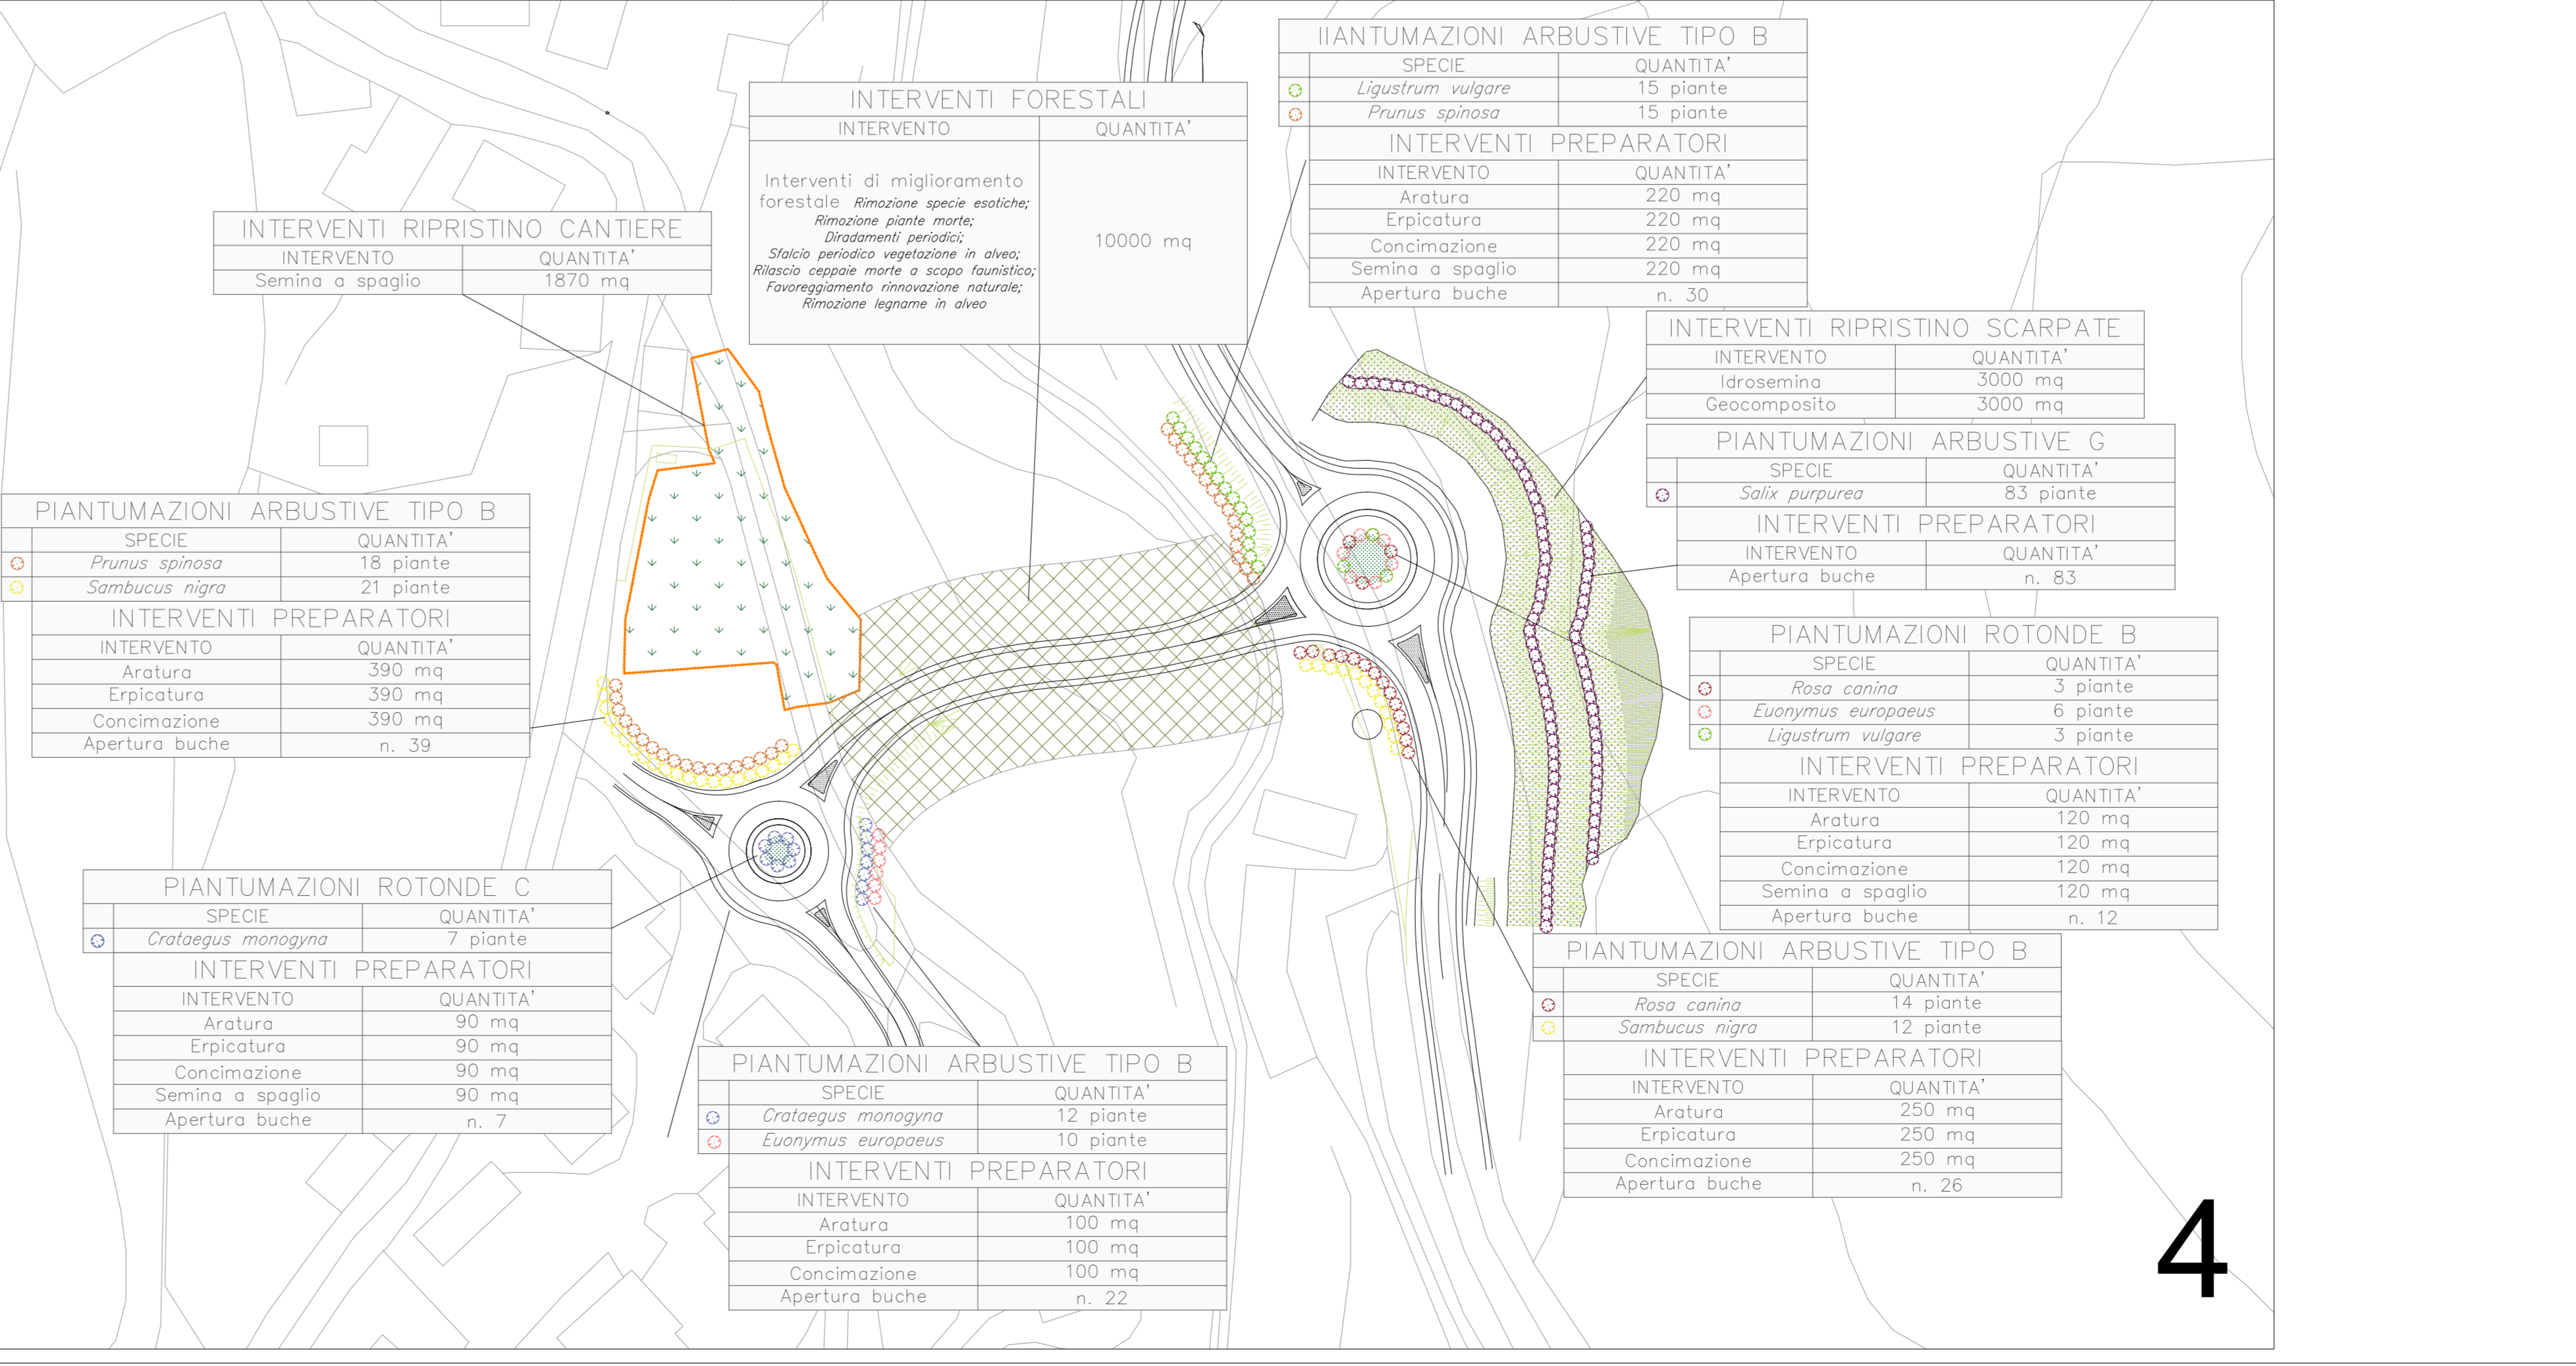 IIANTUMAZIONI ARBUSTIVE TIPO B
SPECIE QUANTITA'
Ligustrum vulgare 15 piante
Prunus spinosa 15 piante
INTERVENTI PREPARATORI
INTERVENTO QUANTITA'
Aratura 220 mq
Erpicatura 220 mq
Concimazione 220 mq
Semina a spaglio 220 mq
Apertura buche n. 30
INTERVENTI FORESTALI
INTERVENTO QUANTITA'
Interventi di miglioramento
forestale Rimozione specie esotiche;
Rimozione piante morte;
Diradamenti periodici;
Sfalcio periodico vegetazione in alveo;
Rilascio ceppaie morte a scopo faunistico;
Favoreggiamento rinnovazione naturale;
Rimozione legname in alveo
10000 mq
INTERVENTI RIPRISTINO CANTIERE
INTERVENTO QUANTITA'
Semina a spaglio 1870 mq
INTERVENTI RIPRISTINO SCARPATE
INTERVENTO QUANTITA'
Idrosemina 3000 mq
Geocomposito 3000 mq
PIANTUMAZIONI ARBUSTIVE G
SPECIE QUANTITA'
Salix purpurea 83 piante
INTERVENTI PREPARATORI
INTERVENTO QUANTITA'
Apertura buche n. 83
PIANTUMAZIONI ARBUSTIVE TIPO B
SPECIE QUANTITA'
Prunus spinosa 18 piante
Sambucus nigra 21 piante
INTERVENTI PREPARATORI
INTERVENTO QUANTITA'
Aratura 390 mq
Erpicatura 390 mq
Concimazione 390 mq
Apertura buche n. 39
PIANTUMAZIONI ROTONDE B
SPECIE QUANTITA'
Rosa canina 3 piante
Euonymus europaeus 6 piante
Ligustrum vulgare 3 piante
INTERVENTI PREPARATORI
INTERVENTO QUANTITA'
Aratura 120 mq
Erpicatura 120 mq
Concimazione 120 mq
Semina a spaglio 120 mq
Apertura buche n. 12
PIANTUMAZIONI ROTONDE C
SPECIE QUANTITA'
Crataegus monogyna 7 piante
INTERVENTI PREPARATORI
INTERVENTO QUANTITA'
Aratura 90 mq
Erpicatura 90 mq
Concimazione 90 mq
Semina a spaglio 90 mq
Apertura buche n. 7
PIANTUMAZIONI ARBUSTIVE TIPO B
SPECIE QUANTITA'
Rosa canina 14 piante
Sambucus nigra 12 piante
INTERVENTI PREPARATORI
INTERVENTO QUANTITA'
Aratura 250 mq
Erpicatura 250 mq
Concimazione 250 mq
Apertura buche n. 26
PIANTUMAZIONI ARBUSTIVE TIPO B
SPECIE QUANTITA'
Crataegus monogyna 12 piante
Euonymus europaeus 10 piante
INTERVENTI PREPARATORI
INTERVENTO QUANTITA'
Aratura 100 mq
Erpicatura 100 mq
Concimazione 100 mq
Apertura buche n. 22
4